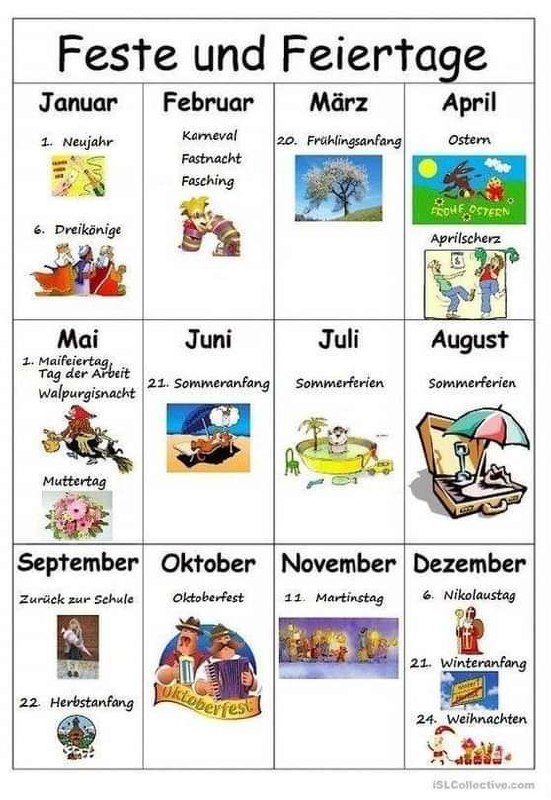 Feste und Feiertage
Januar
1. Neujahr
6. Dreikönige
Februar
Karneval
Fastnacht
Fasching
März
20. Frühlingsanfang
April
Ostern
FROHE OSTERN
Aprilscherz
Mai
1. Maifeiertag,
Tag der Arbeit
Walpurgisnacht
Muttertag
Juni
21. Sommeranfang
Juli
Sommerferien
August
Sommerferien
September
Zurück zur Schule
22. Herbstanfang
Oktober
Oktoberfest
Oktoberfest
November
11. Martinstag
Dezember
6. Nikolaustag
21. Winteranfang
24. Weihnachten
iSLCollective.com